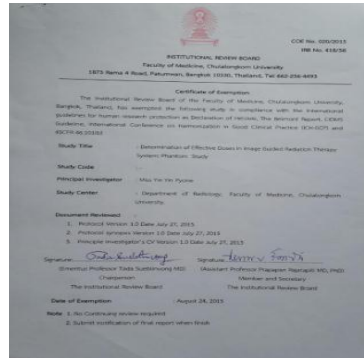 COE No. 020/2015
IRB No. 418/58
INSTITUTIONAL REVIEW BOARD
Faculty of Medicine, Chulalongkorn University
1873 Rama 4 Road, Patumwan, Bangkok 10330, Thailand, Tel 662-256-4493
Certificate of Exemption
The Institutional Review Board of the Faculty of Medicine, Chulalongkorn University,
Bangkok, Thailand, has exempted the following study in compliance with the International
guidelines for human research protection as Declaration of Helsinki, The Belmont Report, CIOMS
Guideline, International Conference on Harmonization in Good Clinical Practice (ICH-GCP) and
45CFR 46.101(b)
Study Title : Determination of Effective Doses in Image Guided Radiation Therapy
System: Phantom Study
Study Code : -
Principal Investigator : Miss Yin Yin Pyone
Study Center : Department of Radiology, Faculty of Medicine, Chulalongkorn
University.
Document Reviewed :
1. Protocol Version 1.0 Date July 27, 2015
2. Protocol Synopsis Version 1.0 Date July 27, 2015
3. Principle Investigator's CV Version 1.0 Date July 27, 2015
Signature: Signature:
(Emeritus Professor Tada Sueblinvong MD) (Assistant Professor Prapapan Rajatapiti MD, PhD)
Chairperson Member and Secretary
The Institutional Review Board The Institutional Review Board
Date of Exemption : August 24, 2015
Note 1. No Continuing review required
2. Submit notification of final report when finish